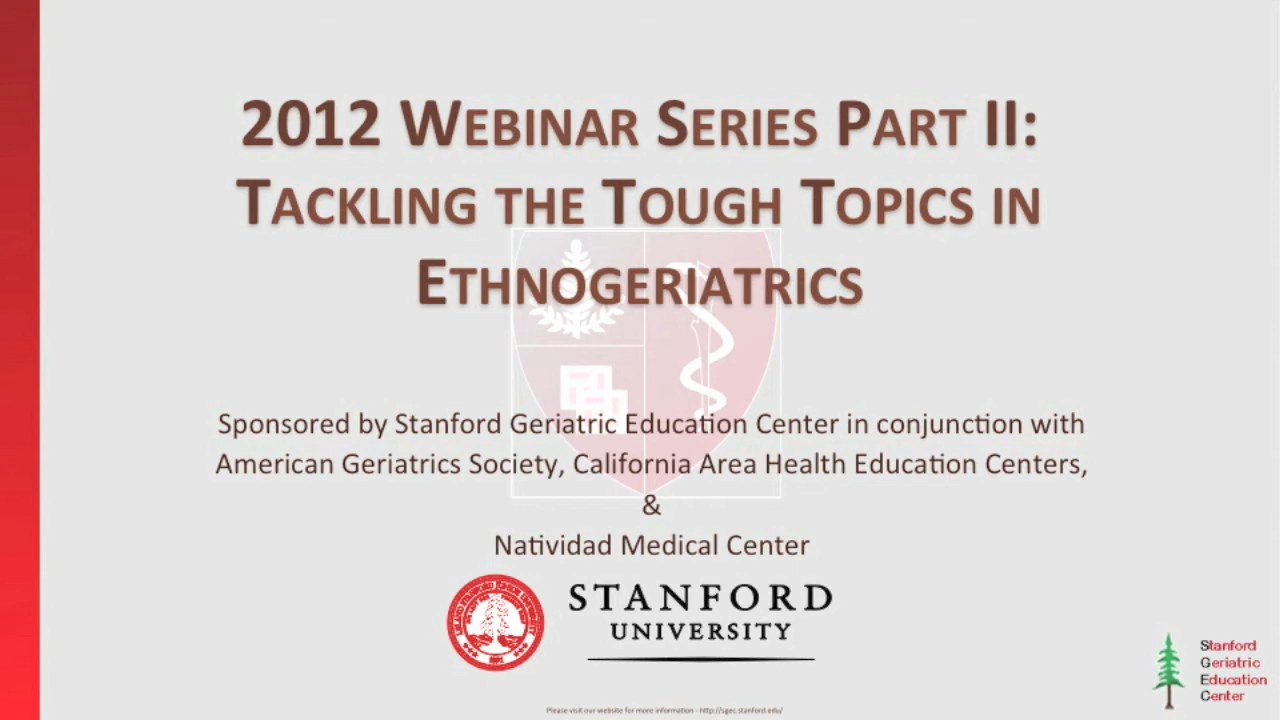 2012 WEBINAR SERIES PART II:
TACKLING THE TOUGH TOPICS IN
ETHNOGERIATRICS
Sponsored by Stanford Geriatric Education Center in conjunction with
American Geriatrics Society, California Area Health Education Centers,
&
Natividad Medical Center
STANFORD
UNIVERSITY
Stanford
Geriatric
Education
Center
Please visit our website for more information - http://sgec.stanford.edu/